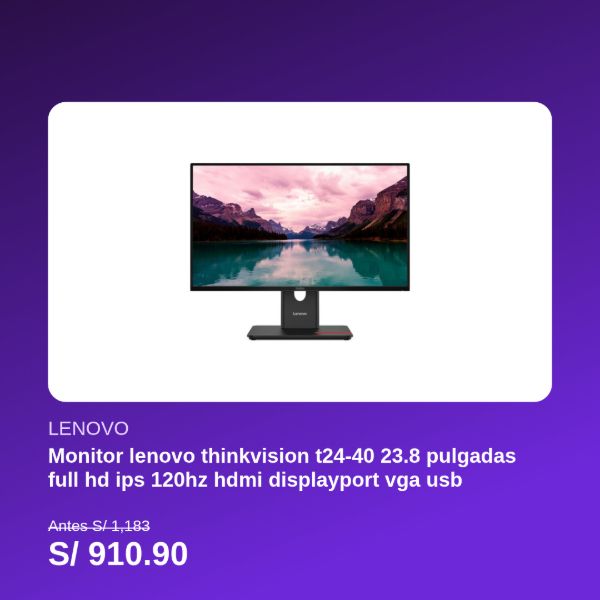 Lenovo
LENOVO
Monitor lenovo thinkvision t24-40 23.8 pulgadas
full hd ips 120hz hdmi displayport vga usb
Antes S/ 1,183
S/ 910.90